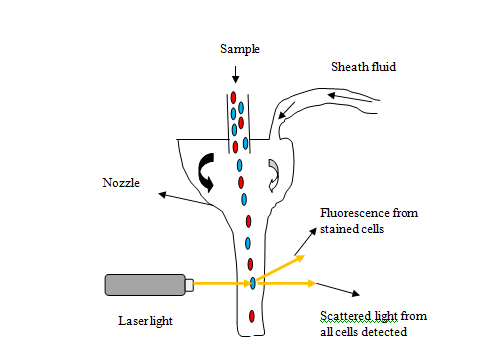 Sample
Sheath fluid
Nozzle
Fluorescence from
stained cells
Laser light
Scattered light from
all cells detected